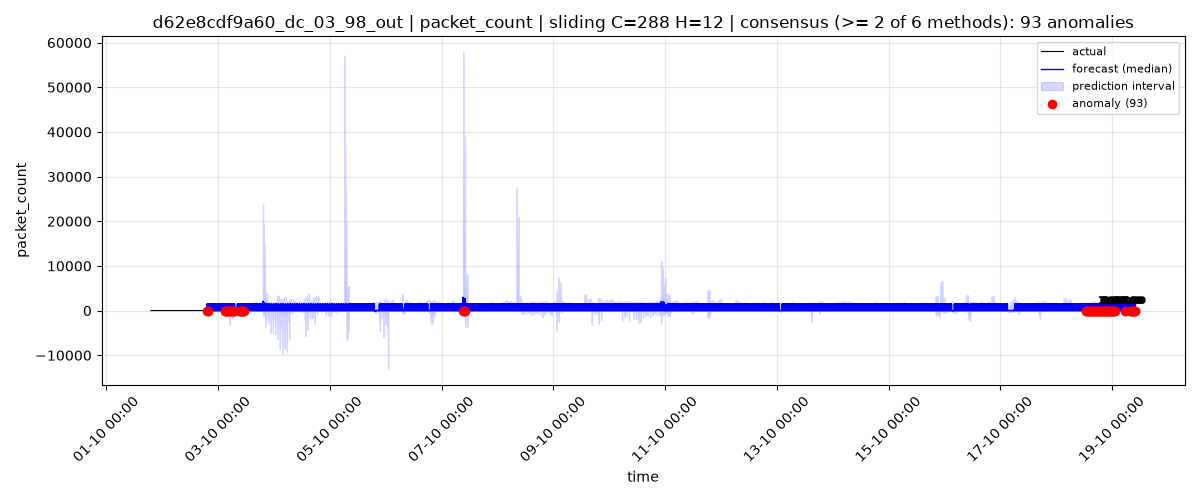 d62e8cdf9a60_dc_03_98_out | packet_count | sliding C=288 H=12 | consensus (>= 2 of 6 methods): 93 anomalies
60000
50000
40000
30000
20000
10000
0
−10000
packet_count
actual
forecast (median)
prediction interval
anomaly (93)
01-10 00:00
03-10 00:00
05-10 00:00
07-10 00:00
09-10 00:00
11-10 00:00
13-10 00:00
15-10 00:00
17-10 00:00
19-10 00:00
time